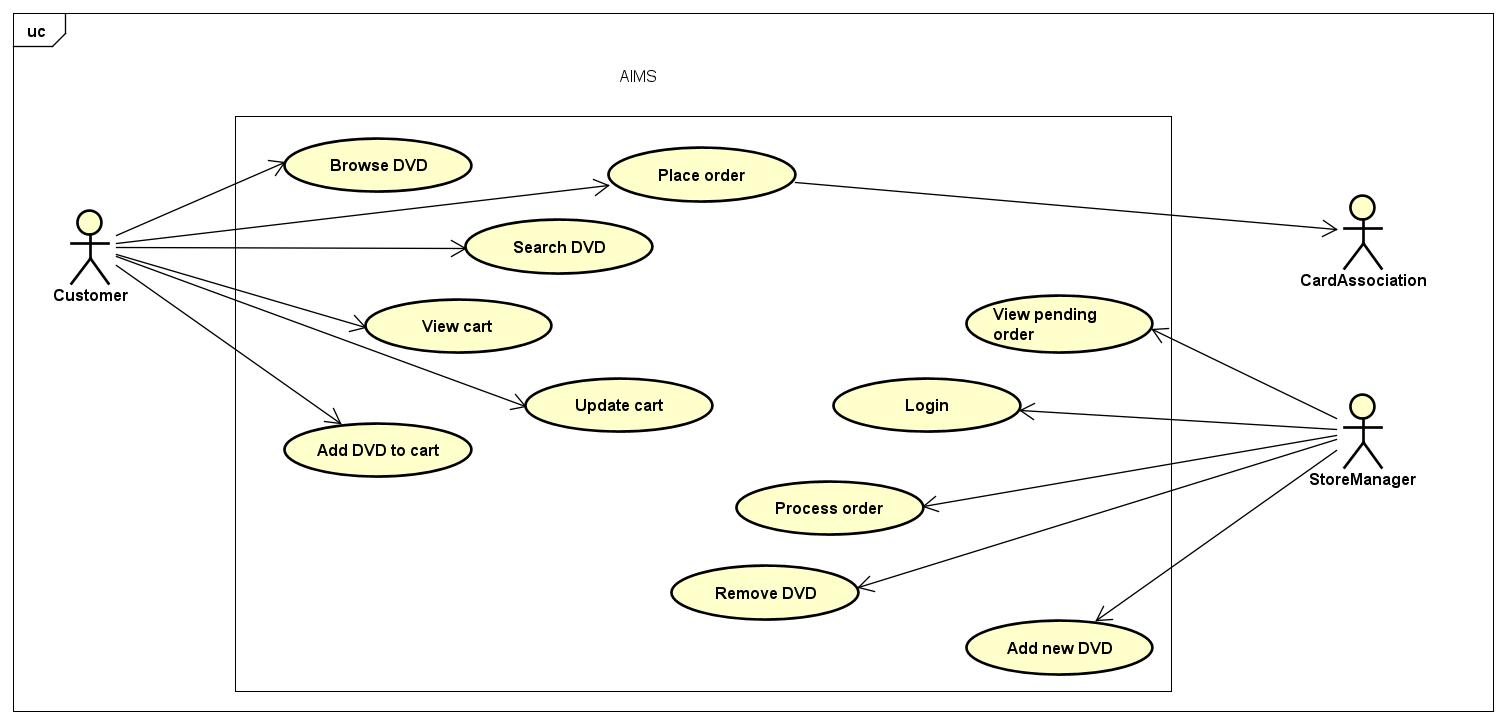 uc
AIMS
Browse DVD
Place order
Search DVD
Customer
CardAssociation
View cart
View pending
order
Update cart
Login
Add DVD to cart
StoreManager
Process order
Remove DVD
Add new DVD